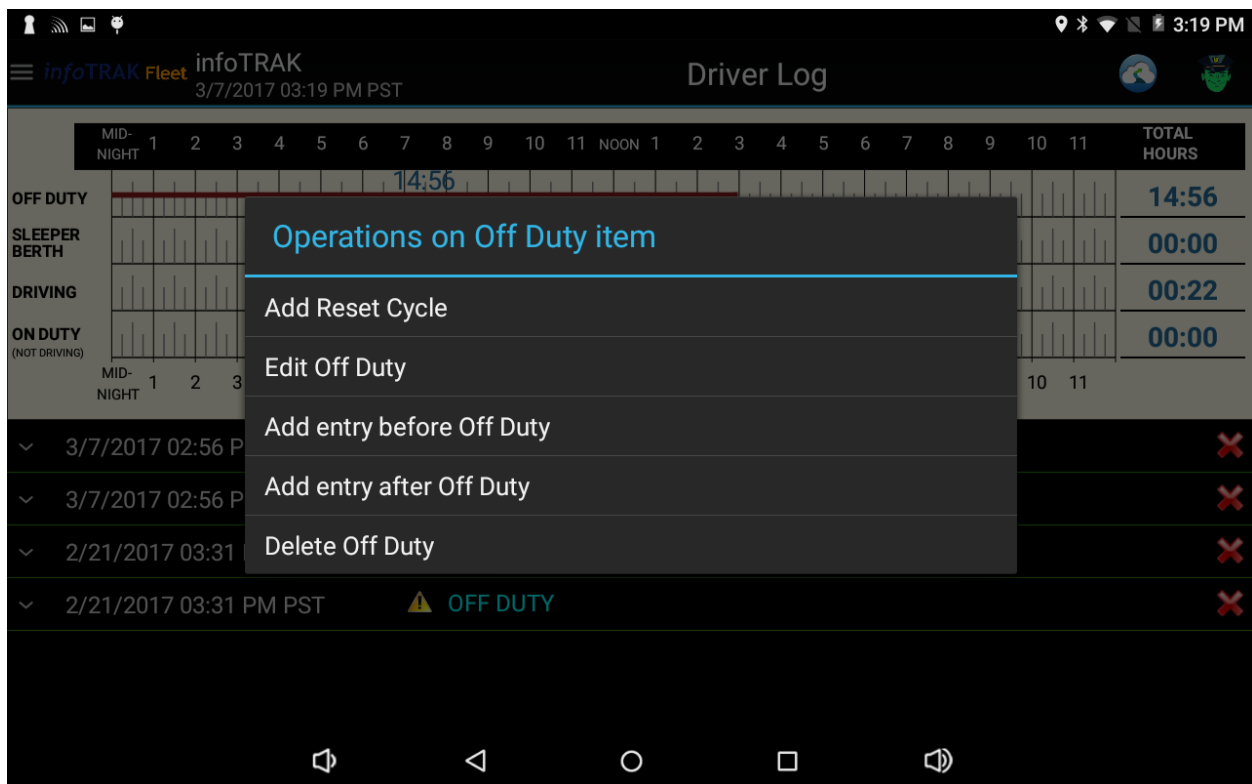 3:19 PM
infoTRAK Fleet infoTRAK
3/7/2017 03:19 PM PST
Driver Log
MID-NIGHT 1 2 3 4 5 6 7 8 9 10 11 NOON 1 2 3 4 5 6 7 8 9 10 11 TOTAL HOURS
14:56
OFF DUTY 14:56
SLEEPER BERTH 00:00
DRIVING 00:22
ON DUTY 00:00
(NOT DRIVING)
MID-NIGHT 1 2 3 10 11
Operations on Off Duty item
Add Reset Cycle
Edit Off Duty
Add entry before Off Duty
Add entry after Off Duty
Delete Off Duty
3/7/2017 02:56 P
3/7/2017 02:56 P
2/21/2017 03:31
2/21/2017 03:31 PM PST OFF DUTY